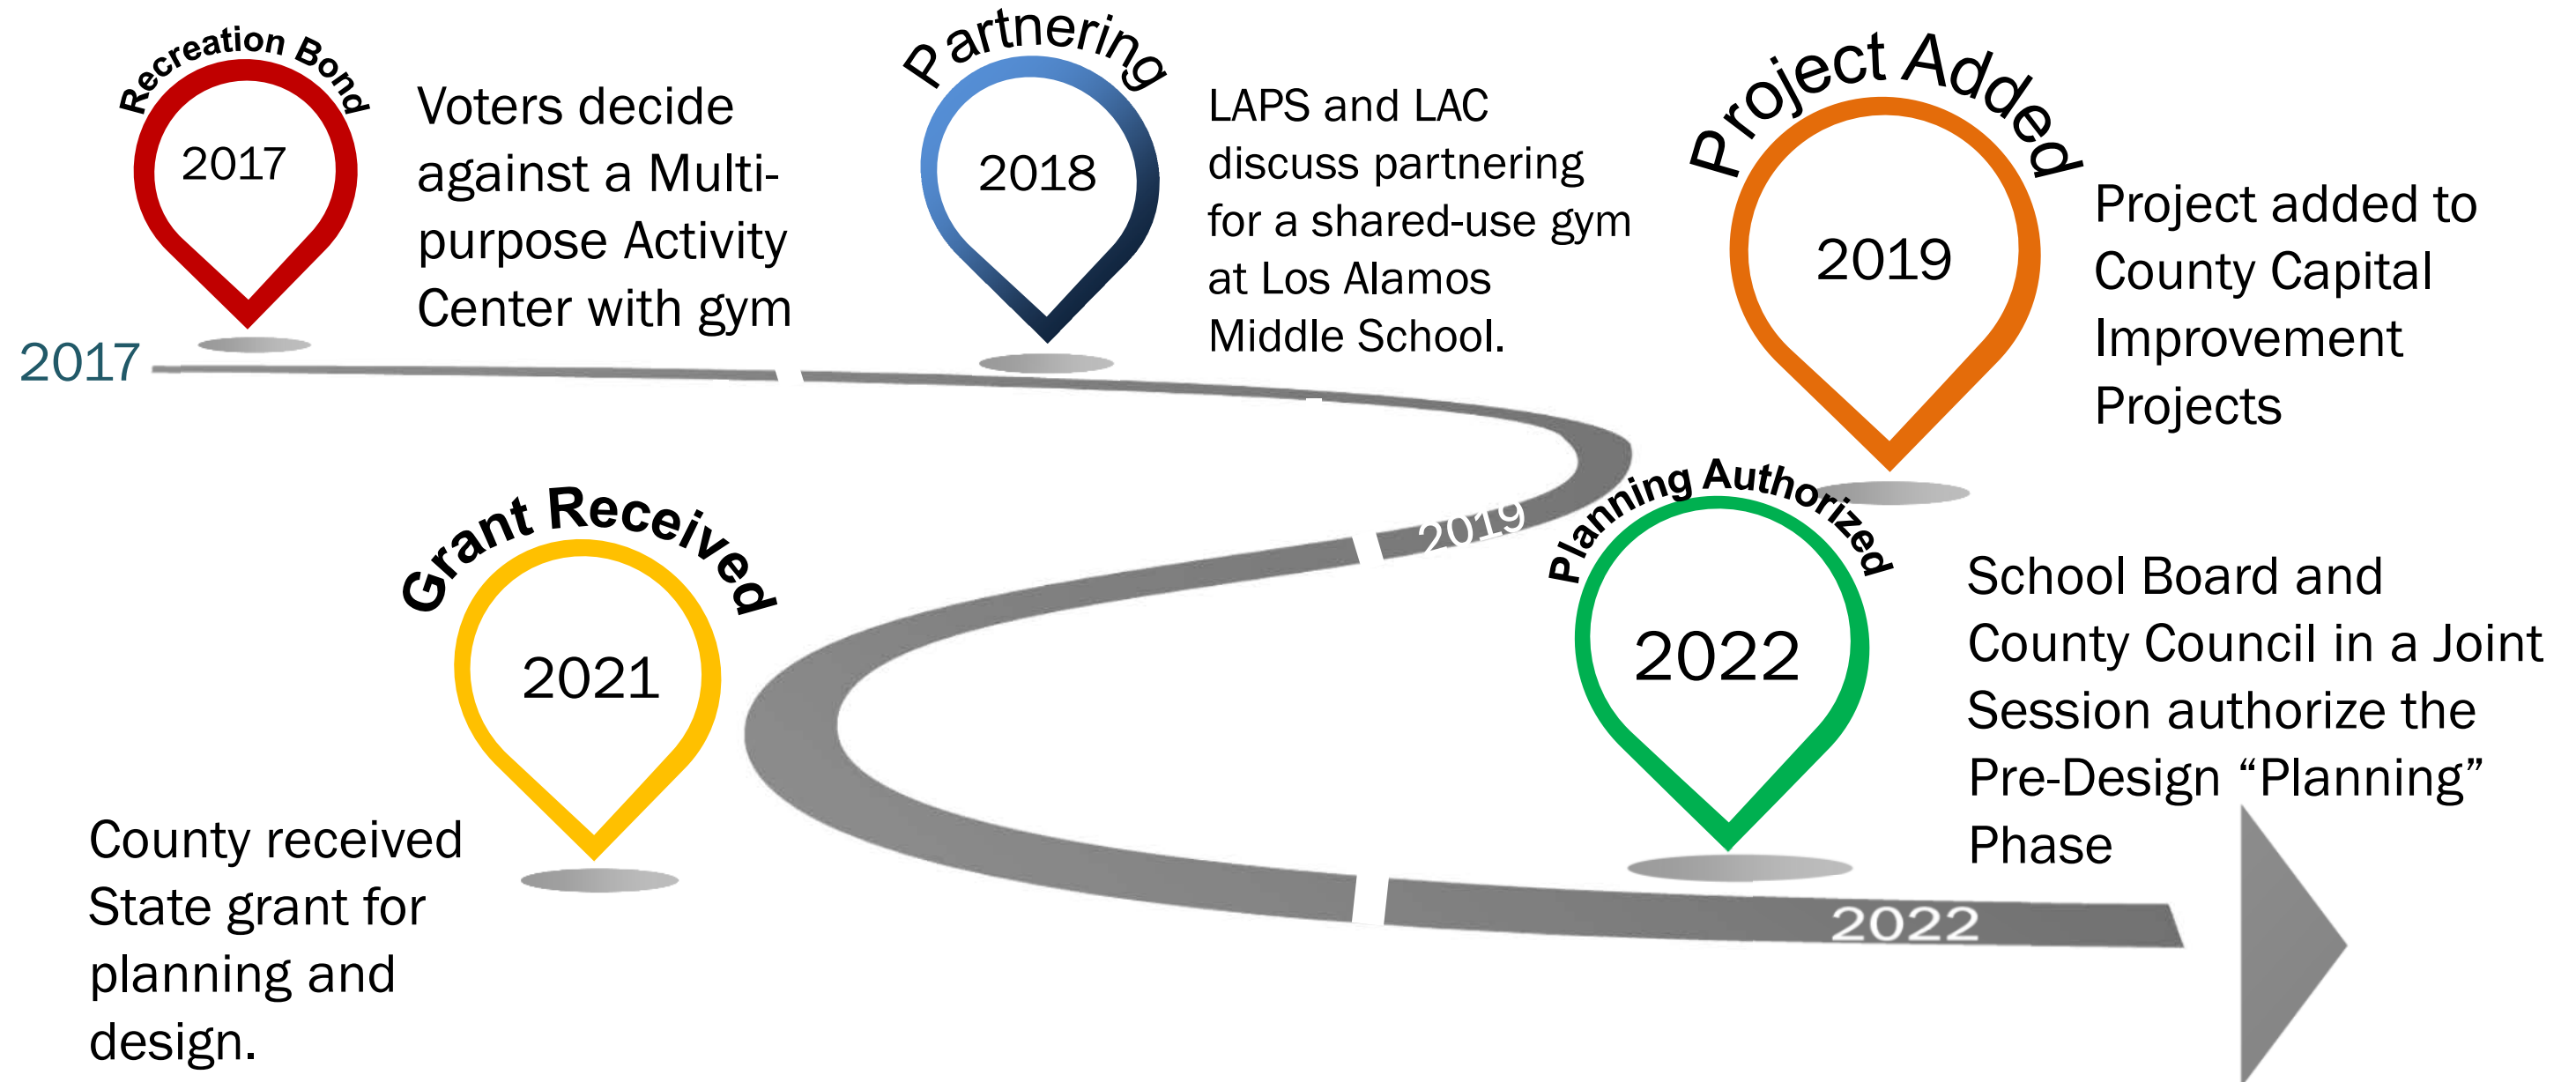 Recreation Bond
2017
Voters decide
against a Multi-
purpose Activity
Center with gym
Partnering
2018
LAPS and LAC
discuss partnering
for a shared-use gym
at Los Alamos
Middle School.
Project Added
2019
Project added to
County Capital
Improvement
Projects
2017
2019
Grant Received
2021
County received
State grant for
planning and
design.
Planning Authorized
2022
School Board and
County Council in a Joint
Session authorize the
Pre-Design “Planning”
Phase
2022